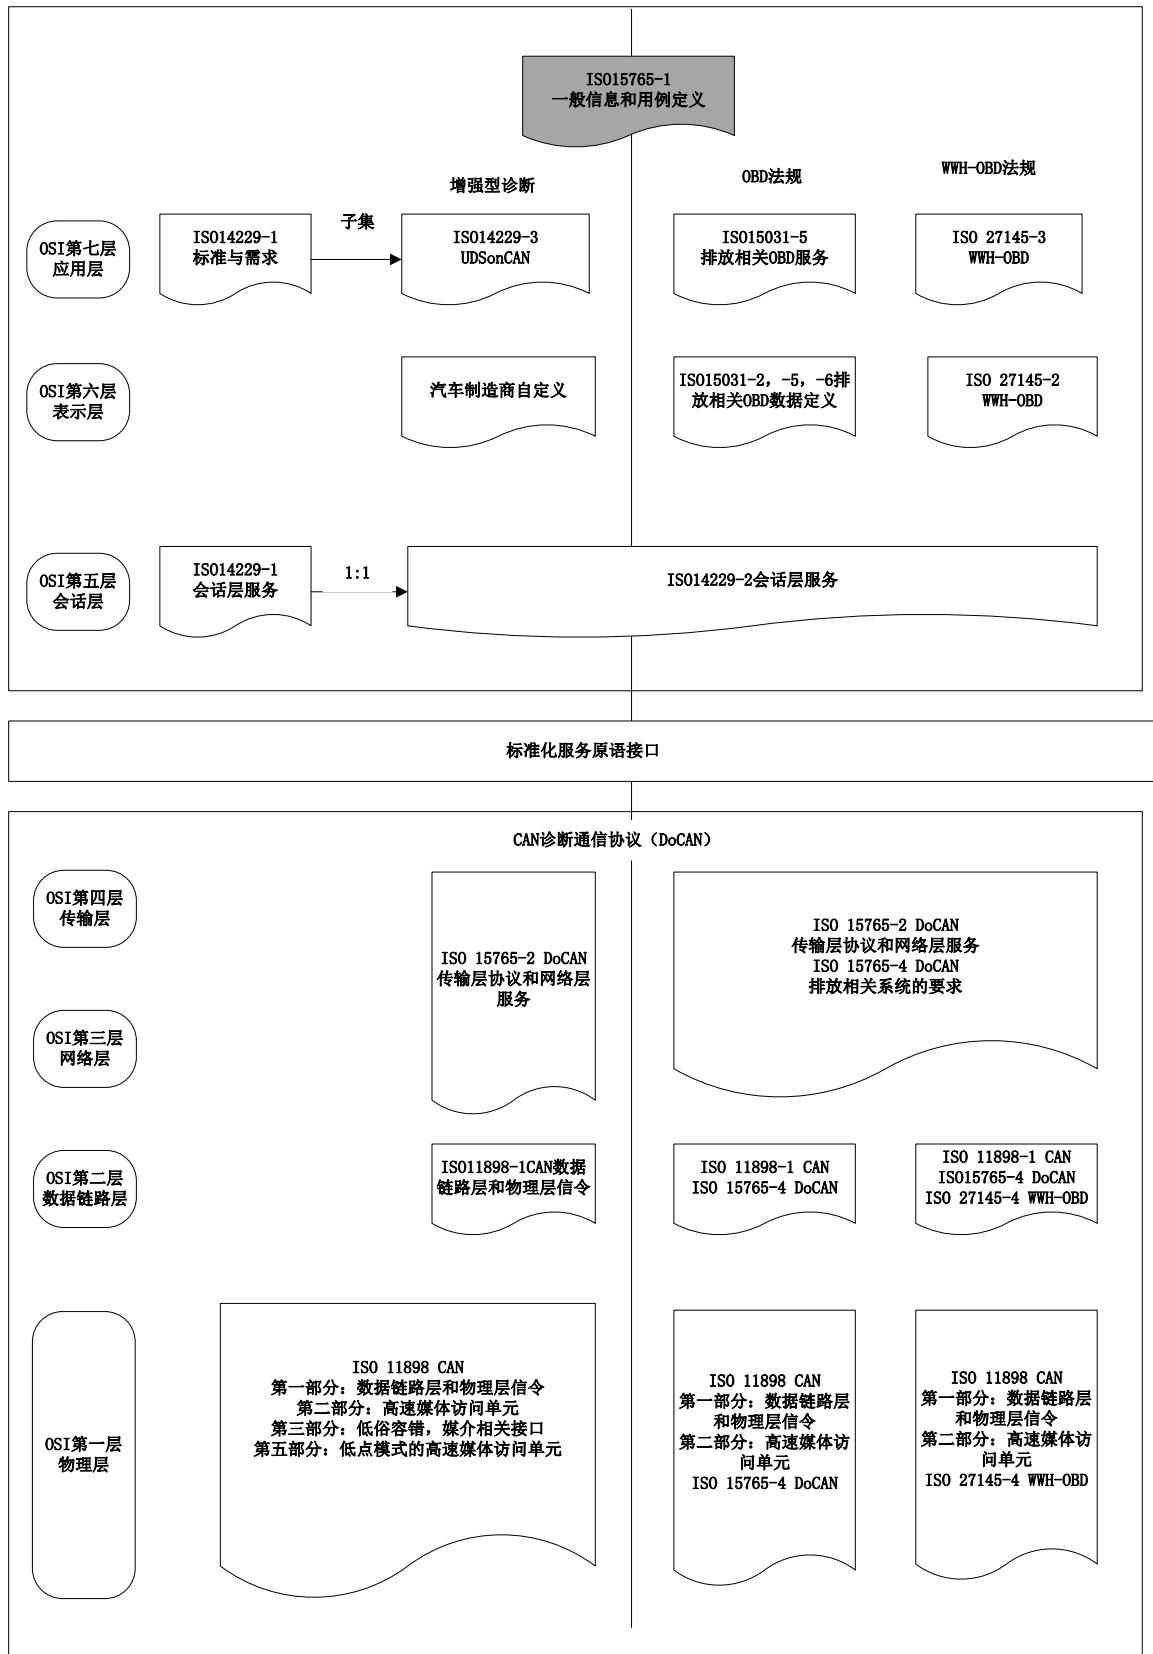 ISO15765-1
一般信息和用例定义
增强型诊断
OBD法规
WWH-OBD法规
OSI第七层
应用层
ISO14229-1
标准与需求
子集
ISO14229-3
UDSonCAN
ISO15031-5
排放相关OBD服务
ISO 27145-3
WWH-OBD
OSI第六层
表示层
汽车制造商自定义
ISO15031-2, -5, -6排
放相关OBD数据定义
ISO 27145-2
WWH-OBD
OSI第五层
会话层
ISO14229-1
会话层服务
1:1
ISO14229-2会话层服务
标准化服务原语接口
CAN诊断通信协议（DoCAN）
OSI第四层
传输层
OSI第三层
网络层
ISO 15765-2 DoCAN
传输层协议和网络层
服务
ISO 15765-2 DoCAN
传输层协议和网络层服务
ISO 15765-4 DoCAN
排放相关系统的要求
OSI第二层
数据链路层
ISO11898-1CAN数据
链路层和物理层信令
ISO 11898-1 CAN
ISO 15765-4 DoCAN
ISO 11898-1 CAN
ISO15765-4 DoCAN
ISO 27145-4 WWH-OBD
OSI第一层
物理层
ISO 11898 CAN
第一部分：数据链路层和物理层信令
第二部分：高速媒体访问单元
第三部分：低俗容错，媒介相关接口
第五部分：低点模式的高速媒体访问单元
ISO 11898 CAN
第一部分：数据链路层
和物理层信令
第二部分：高速媒体访
问单元
ISO 15765-4 DoCAN
ISO 11898 CAN
第一部分：数据链路层
和物理层信令
第二部分：高速媒体访
问单元
ISO 27145-4 WWH-OBD